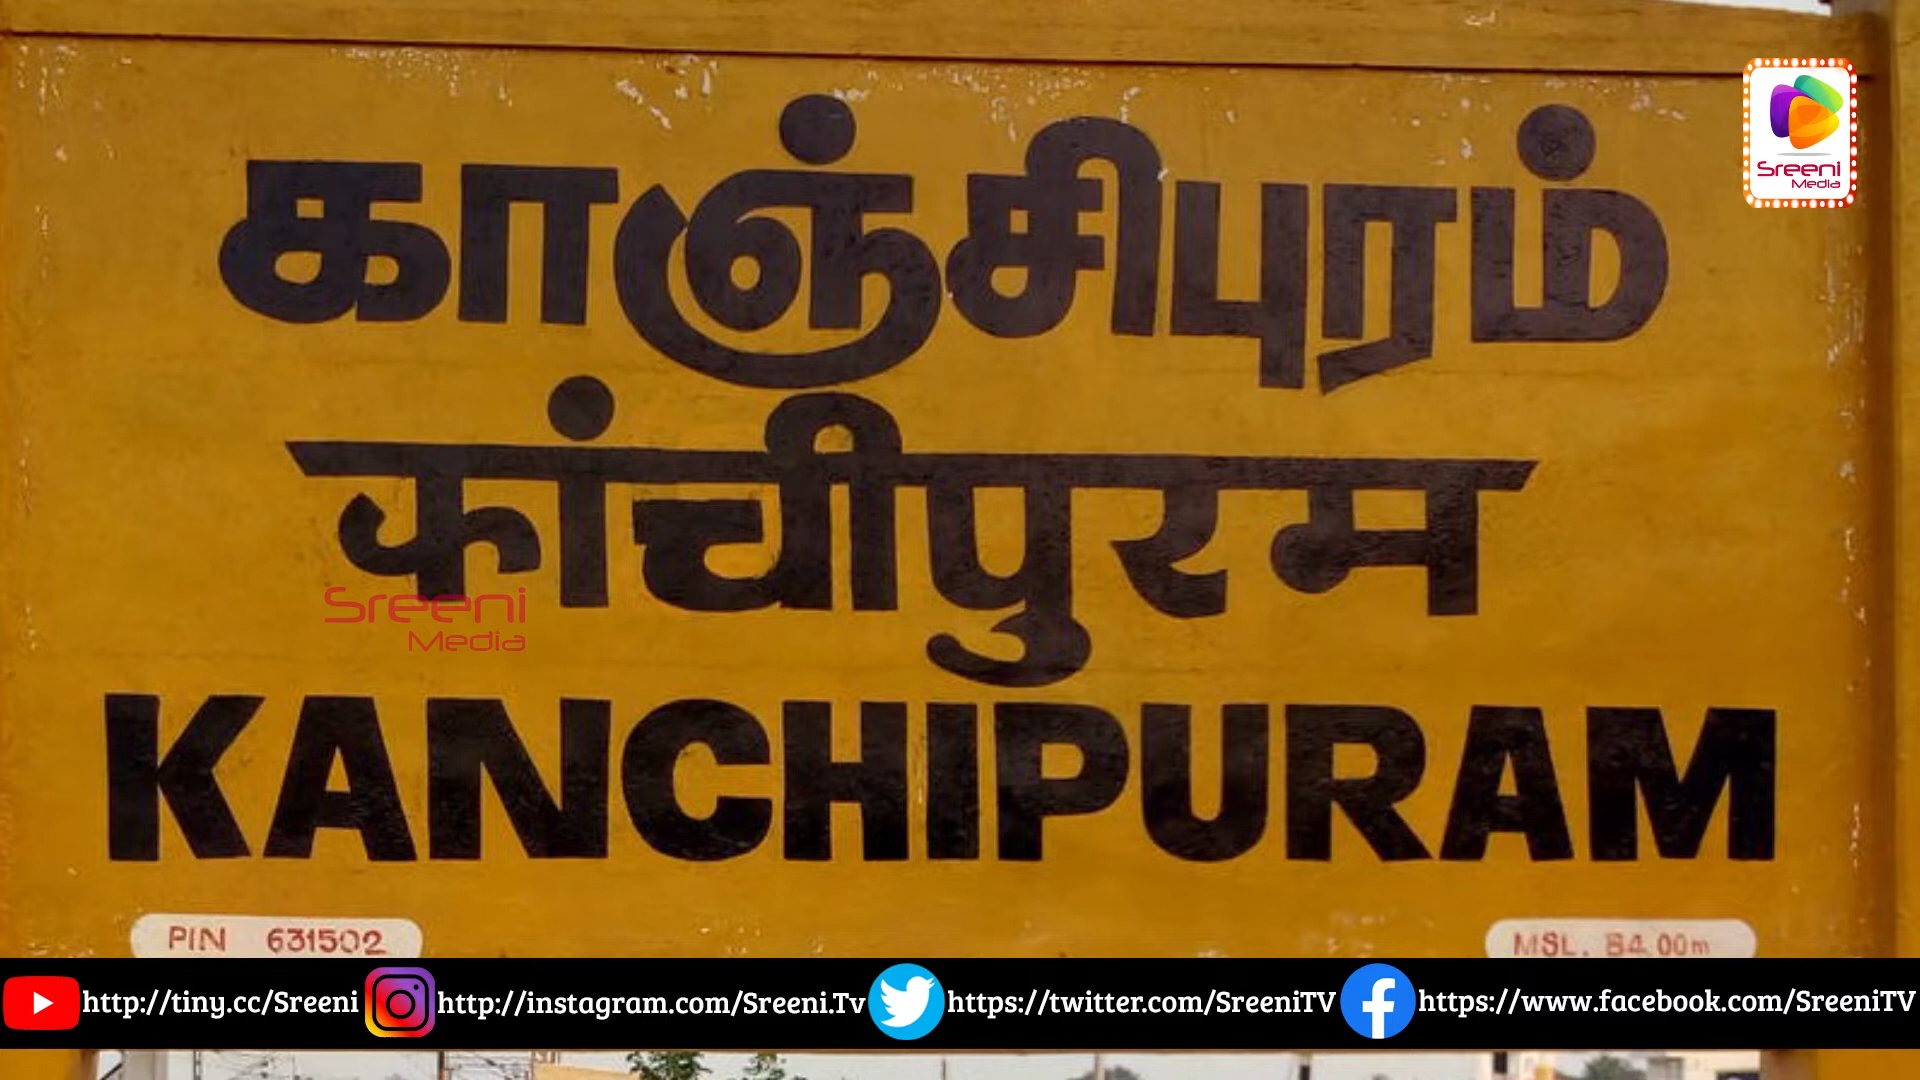 Sreeni
Media
காஞ்சிபுரம்
कांचीपुरम
Sreeni
Media
KANCHIPURAM
PIN 631502
MSL. 84.00m
http://tiny.cc/Sreeni http://instagram.com/Sreeni.Tv https://twitter.com/SreeniTV https://www.facebook.com/SreeniTV